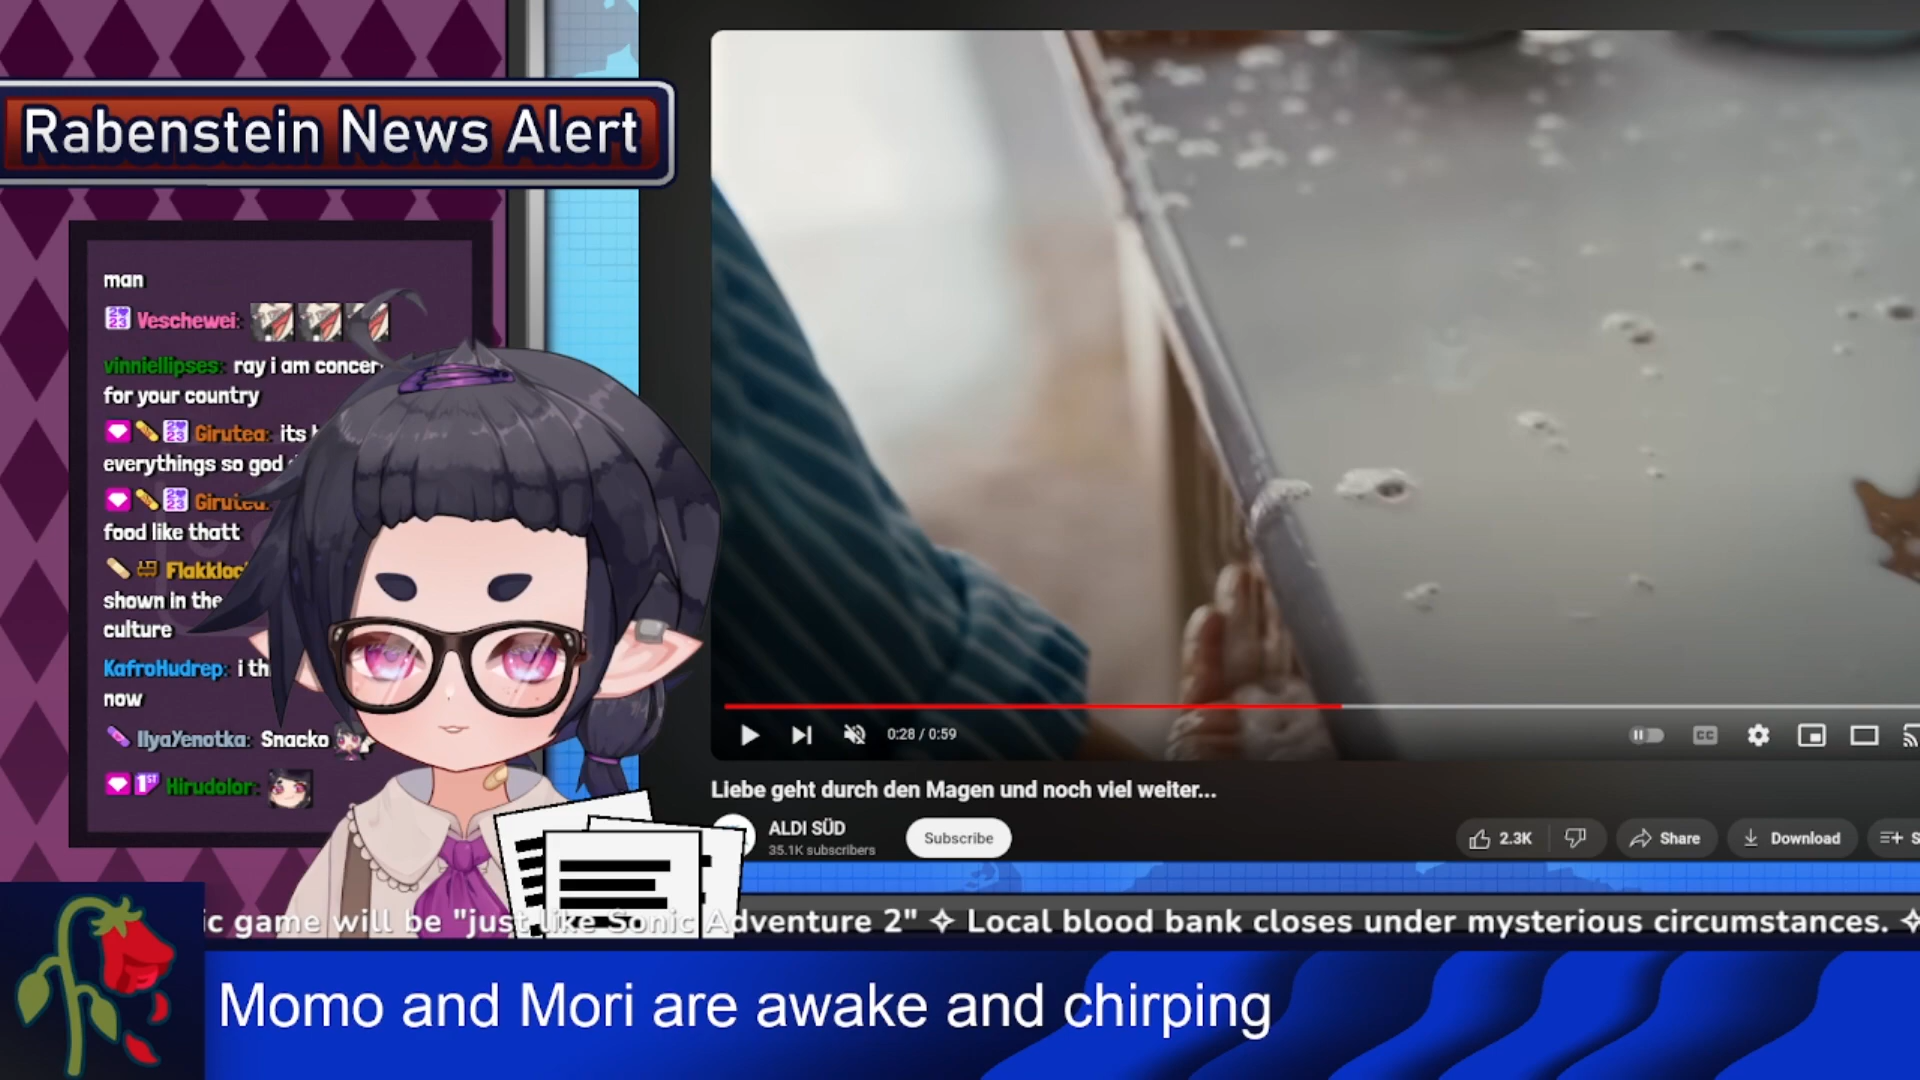 Rabenstein News Alert
man
Veschewei:
vinniellipses: ray i am concer
for your country
Girutea: its
everythings so god
Girutea:
food like thatt
Flakkloc
shown in the
culture
KafroHudrep: i th
now
IlyaYenotka: Snacko
1ST Hirudolor:
0:28 / 0:59
CC
Liebe geht durch den Magen und noch viel weiter...
ALDI SÜD
35.1K subscribers
Subscribe
2.3K
Share
Download
S
ic game will be "just like Sonic Adventure 2" ✧ Local blood bank closes under mysterious circumstances. ✧
Momo and Mori are awake and chirping